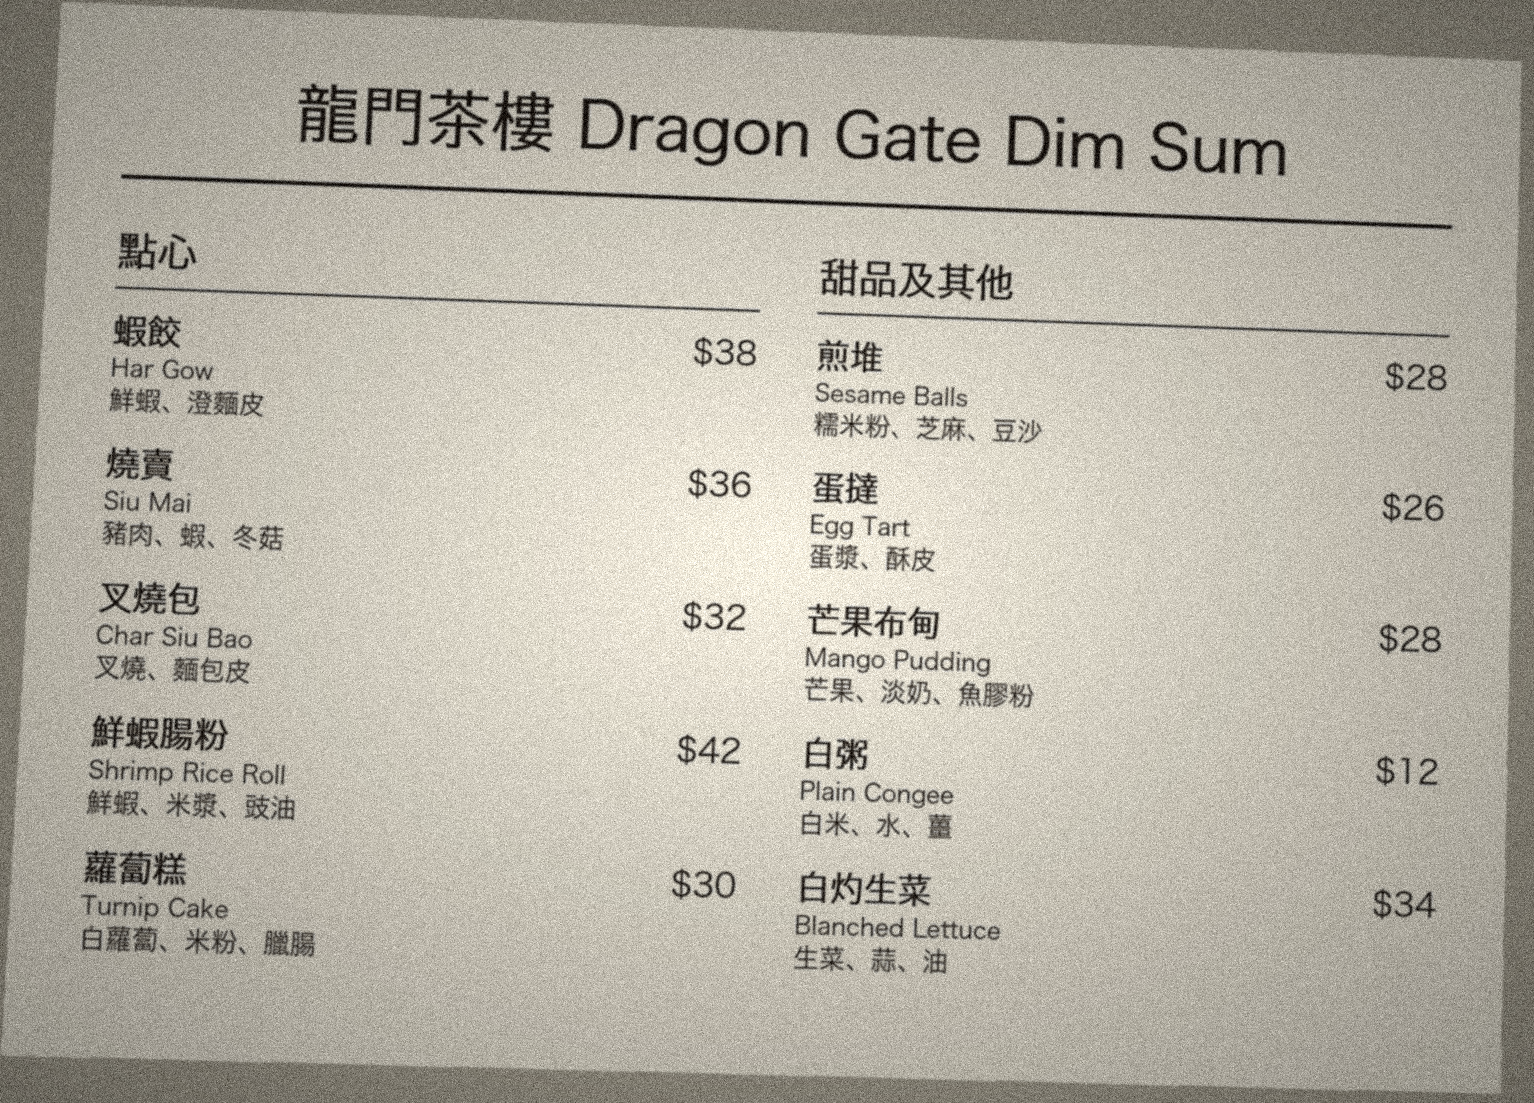 龍門茶樓 Dragon Gate Dim Sum
點心
蝦餃 $38
Har Gow
鮮蝦、澄麵皮
燒賣 $36
Siu Mai
豬肉、蝦、冬菇
叉燒包 $32
Char Siu Bao
叉燒、麵包皮
鮮蝦腸粉 $42
Shrimp Rice Roll
鮮蝦、米漿、豉油
蘿蔔糕 $30
Turnip Cake
白蘿蔔、米粉、臘腸
甜品及其他
煎堆 $28
Sesame Balls
糯米粉、芝麻、豆沙
蛋撻 $26
Egg Tart
蛋漿、酥皮
芒果布甸 $28
Mango Pudding
芒果、淡奶、魚膠粉
白粥 $12
Plain Congee
白米、水、薑
白灼生菜 $34
Blanched Lettuce
生菜、蒜、油